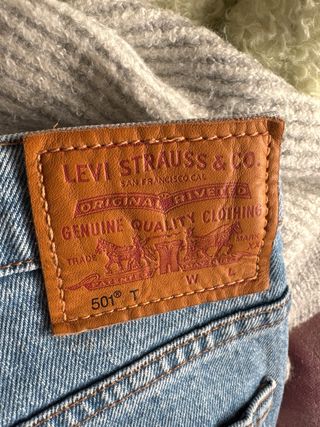 LEVI STRAUSS & CO.
SAN FRANCISCO CAL
ORIGINAL RIVETED
GENUINE QUALITY CLOTHING
TRADE MARK
W L
501® T